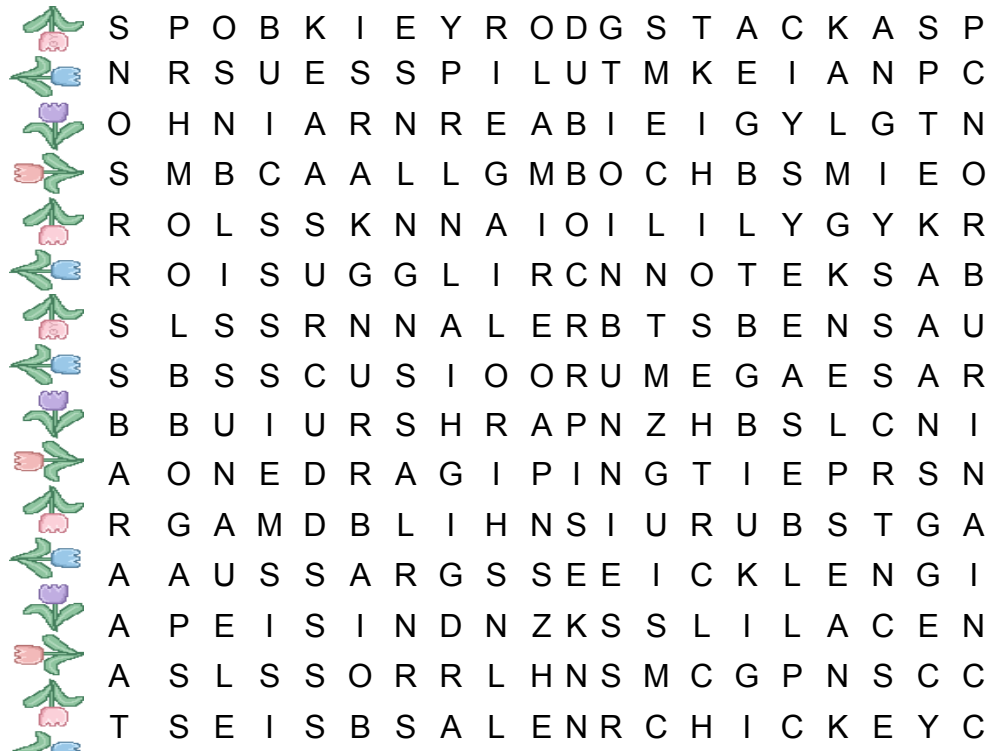 S P O B K I E Y R O D G S T A C K A S P
N R S U E S S P I L U T M K E I A N P C
O H N I A R N R E A B I E I G Y L G T N
S M B C A A L L G M B O C H B S M I E O
R O L S S K N N A I O I L I L Y G Y K R
R O I S U G G L I R C N N O T E K S A B
S L S S R N N A L E R B T S B E N S A U
S B S S C U S I O O R U M E G A E S A R
B B U I U R S H R A P N Z H B S L C N I
A O N E D R A G I P I N G T I E P R S N
R G A M D B L I H N S I U R U B S T G A
A A U S S A R G S S E E I C K L E N G I
A P E I S I N D N Z K S S L I L A C E N
A S L S S O R R L H N S M C G P N S C C
T S E I S B S A L E N R C H I C K E Y C